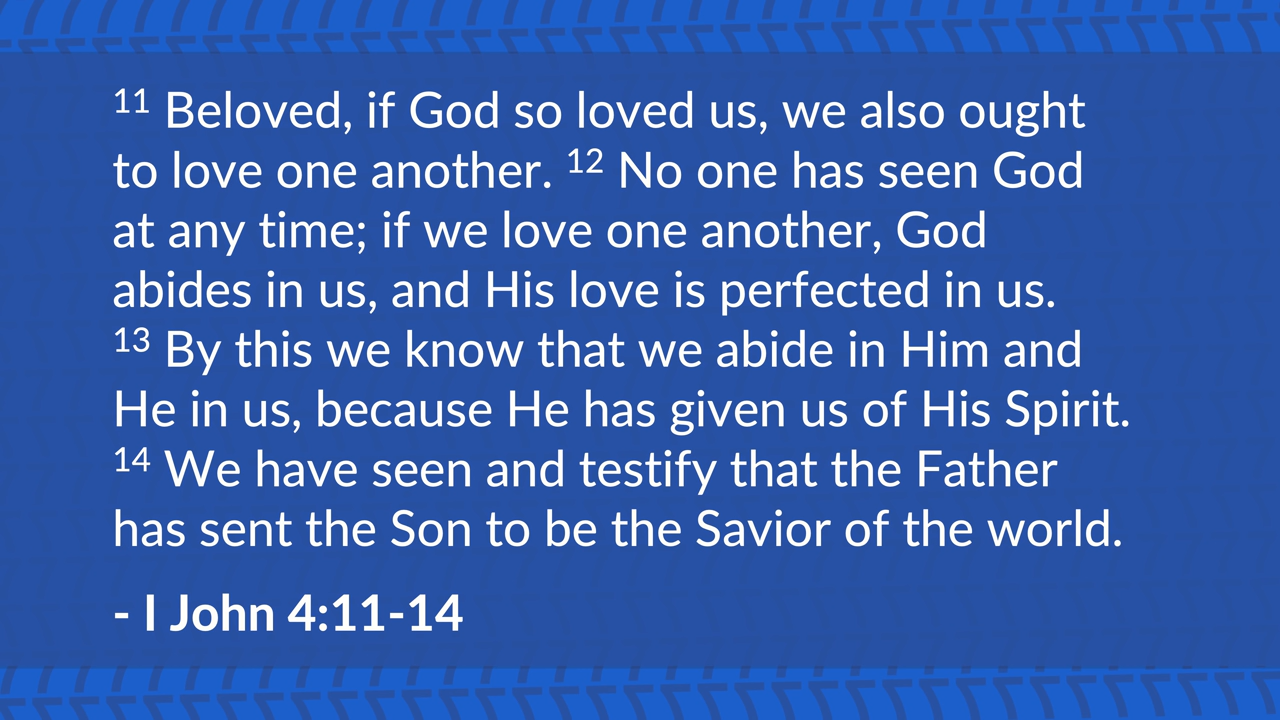 11 Beloved, if God so loved us, we also ought
to love one another. 12 No one has seen God
at any time; if we love one another, God
abides in us, and His love is perfected in us.
13 By this we know that we abide in Him and
He in us, because He has given us of His Spirit.
14 We have seen and testify that the Father
has sent the Son to be the Savior of the world.
- I John 4:11-14